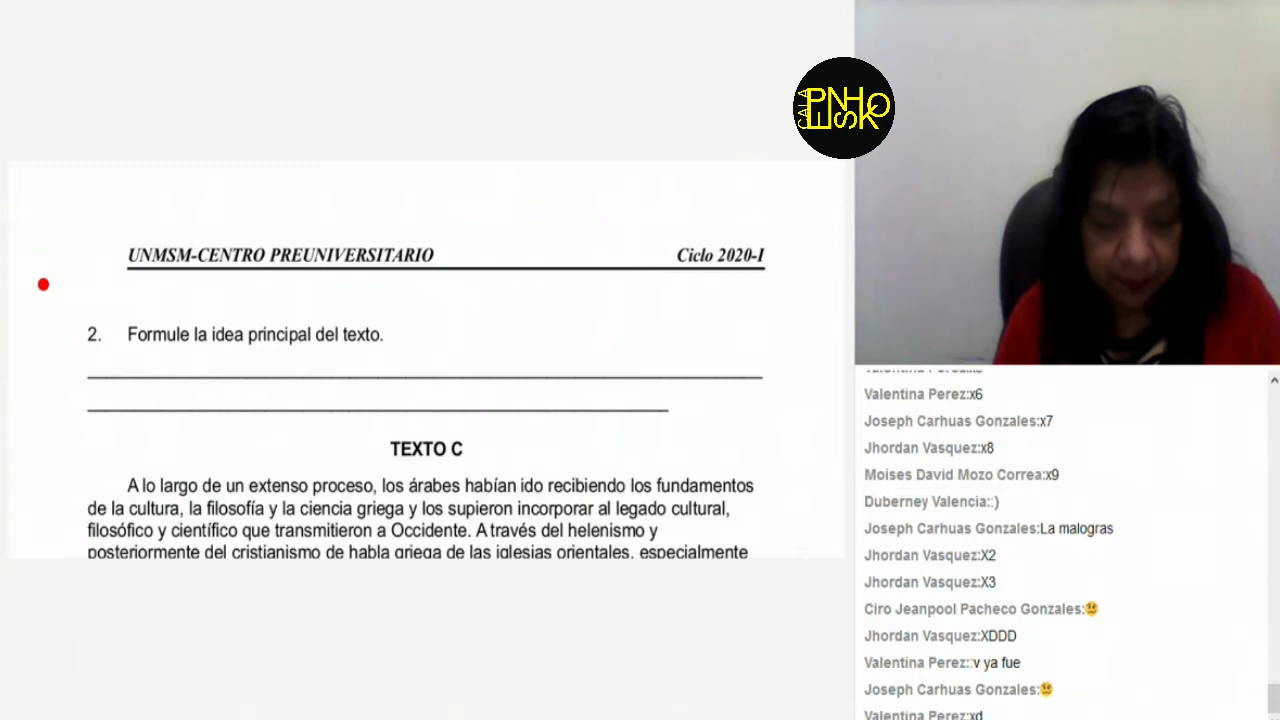 CALA
PENHO
ESK
UNMSM-CENTRO PREUNIVERSITARIO Ciclo 2020-I
2. Formule la idea principal del texto.
TEXTO C
A lo largo de un extenso proceso, los árabes habían ido recibiendo los fundamentos
de la cultura, la filosofía y la ciencia griega y los supieron incorporar al legado cultural,
filosófico y científico que transmitieron a Occidente. A través del helenismo y
posteriormente del cristianismo de habla griega de las iglesias orientales, especialmente
Valentina Perez:x6
Joseph Carhuas Gonzales:x7
Jhordan Vasquez:x8
Moises David Mozo Correa:x9
Duberney Valencia::)
Joseph Carhuas Gonzales:La malogras
Jhordan Vasquez:X2
Jhordan Vasquez:X3
Ciro Jeanpool Pacheco Gonzales:
Jhordan Vasquez:XDDD
Valentina Perez::v ya fue
Joseph Carhuas Gonzales:
Valentina Perez:xd